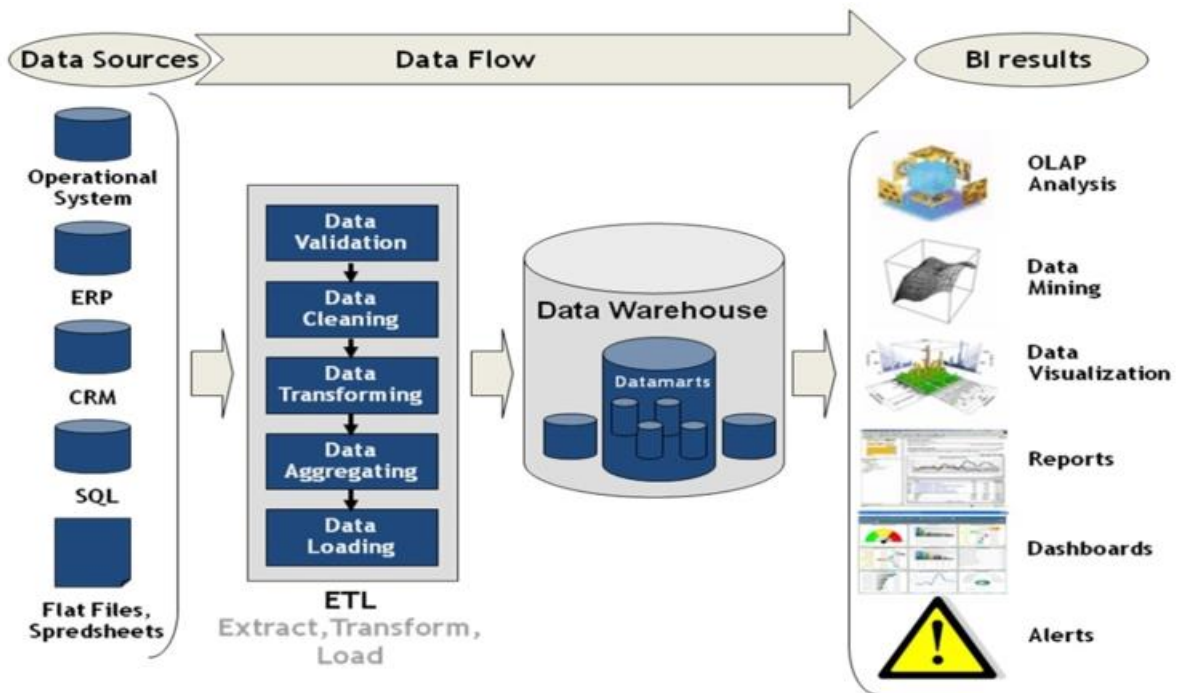 Data Sources
Data Flow
BI results
Operational
System
ERP
CRM
SQL
Flat Files,
Spredsheets
Data
Validation
Data
Cleaning
Data
Transforming
Data
Aggregating
Data
Loading
ETL
Extract,Transform,
Load
Data Warehouse
Datamarts
OLAP
Analysis
Data
Mining
Data
Visualization
Reports
Dashboards
Alerts